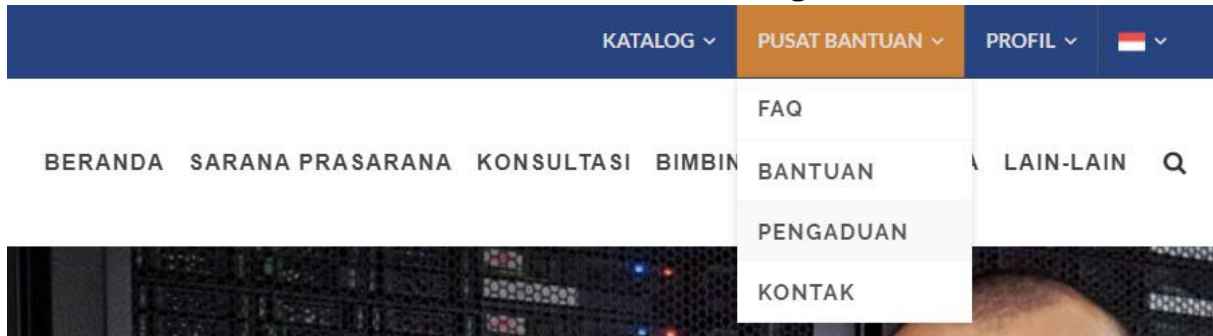 KATALOG PUSAT BANTUAN PROFIL
FAQ
BERANDA SARANA PRASARANA KONSULTASI LAIN-LAIN
BANTUAN
PENGADUAN
KONTAK